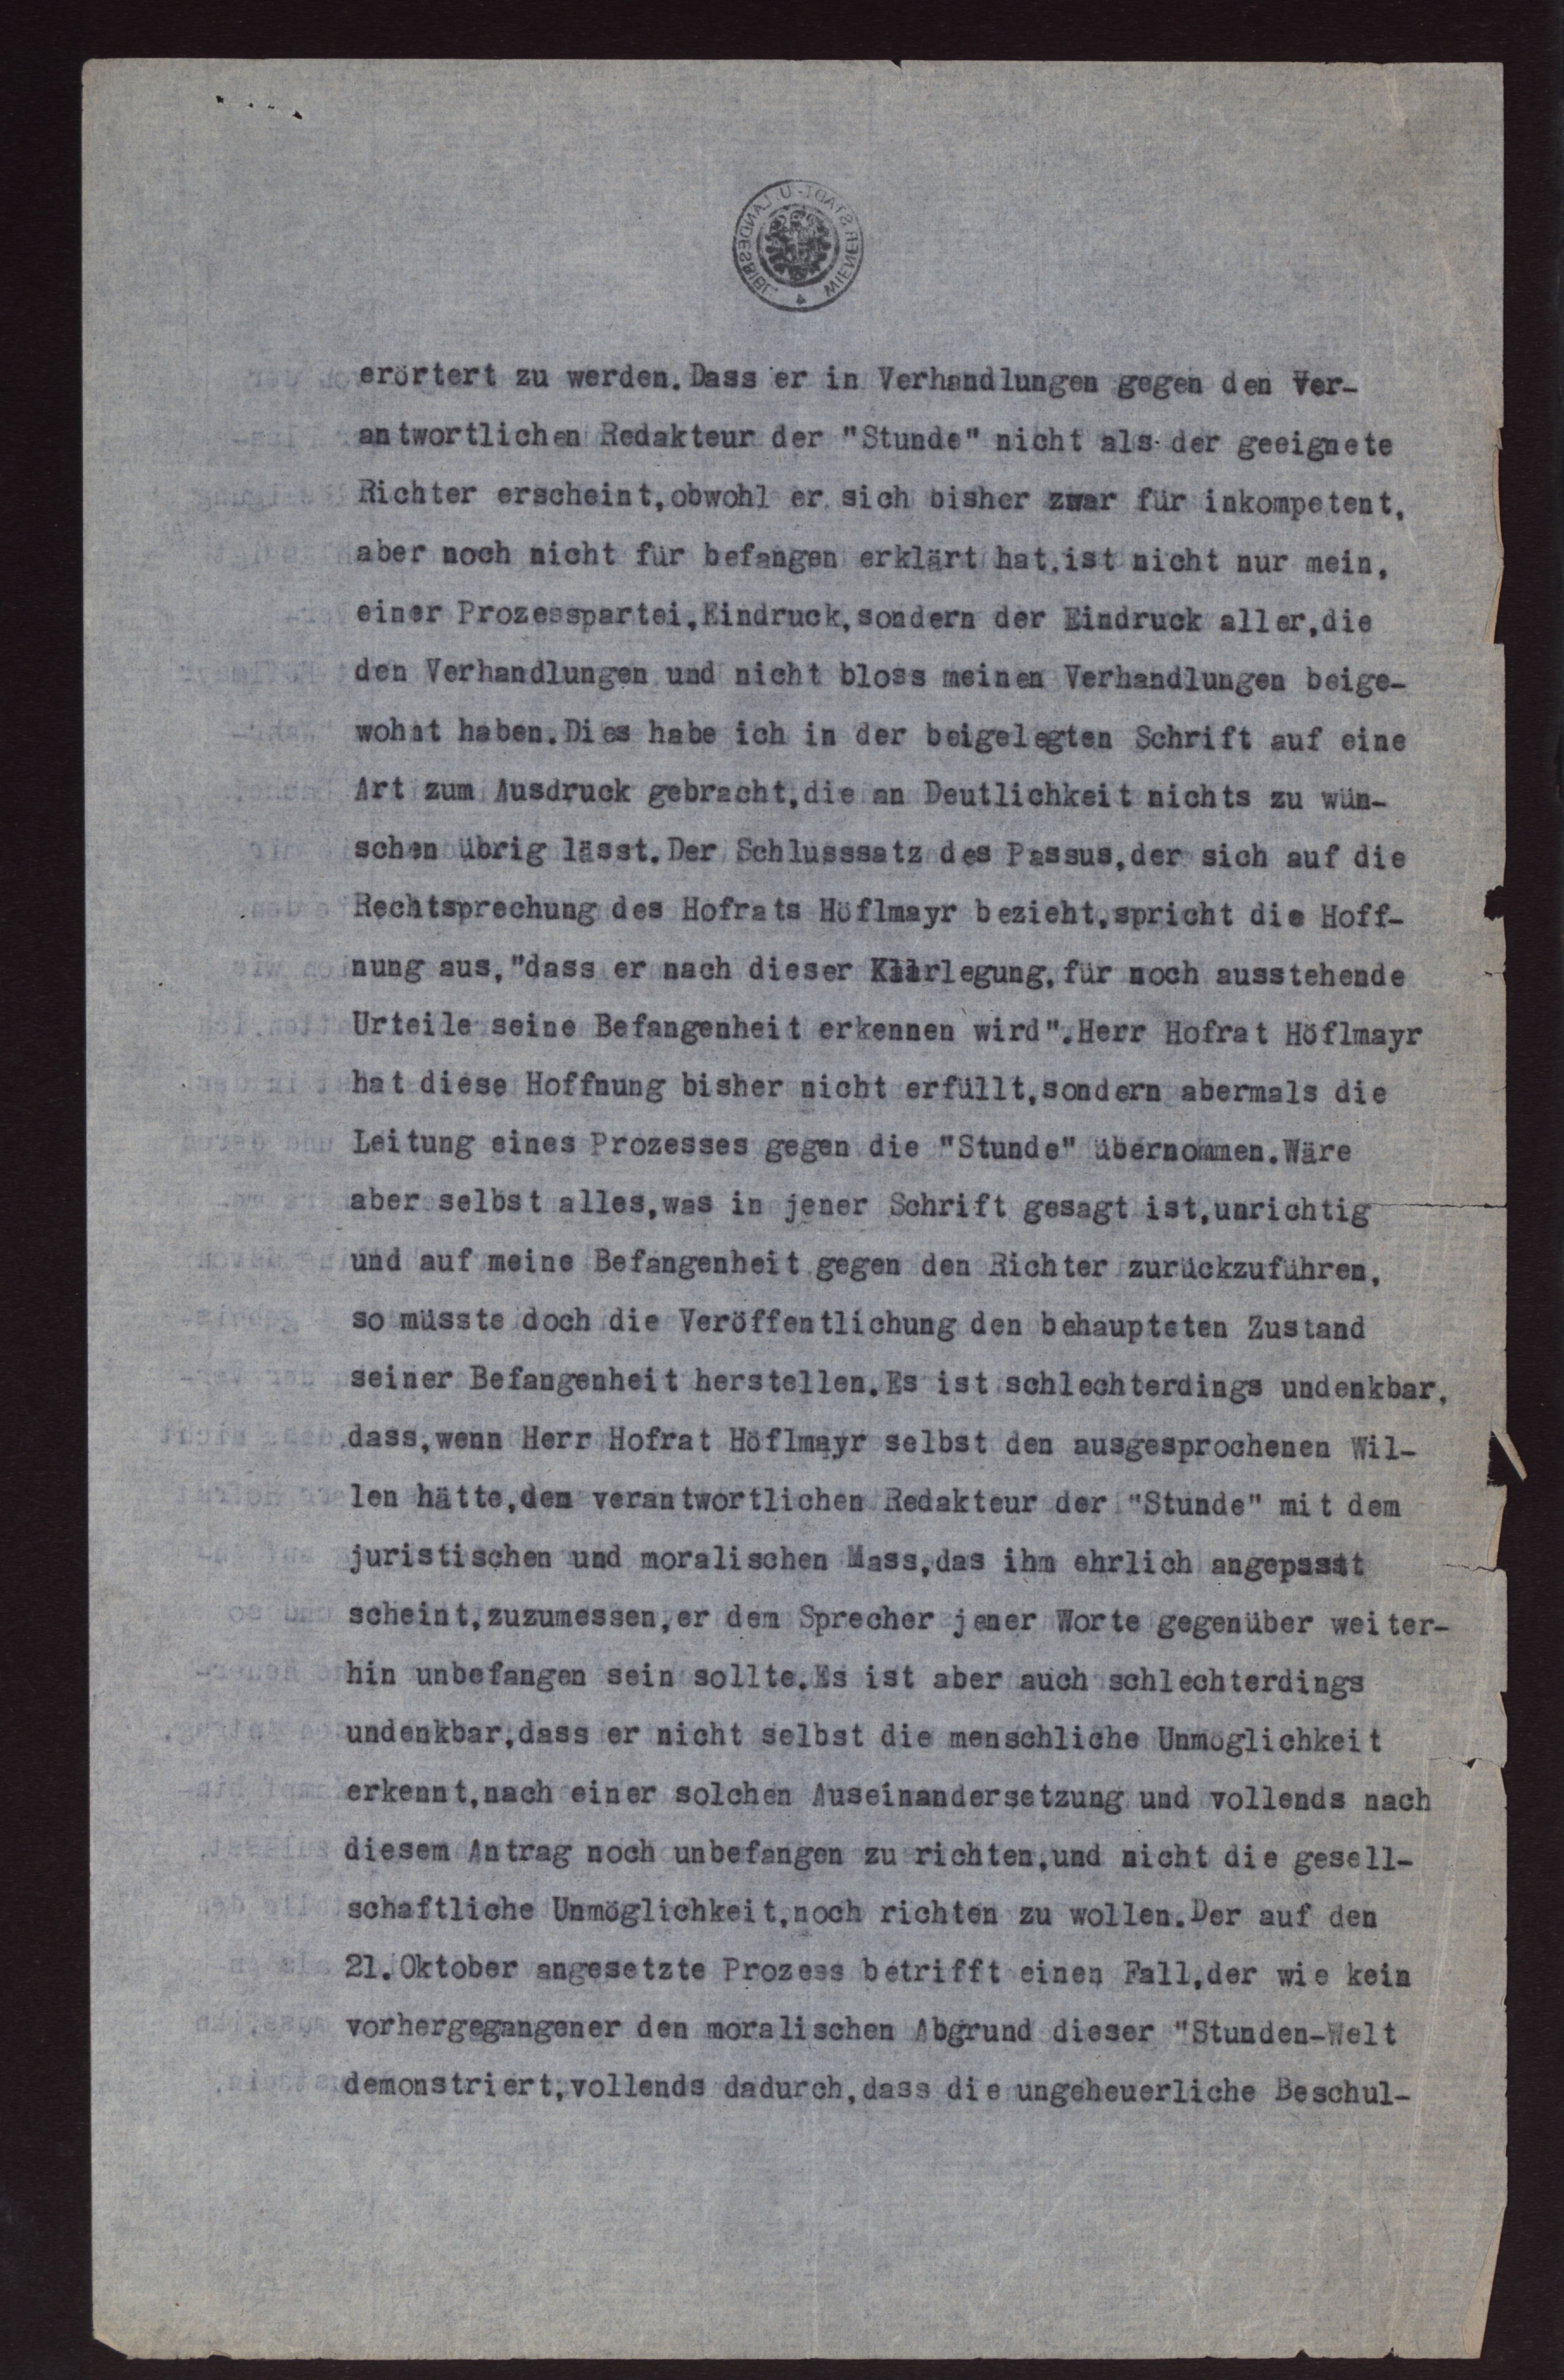 WIENER STADT- U. LANDESBIBL.
erörtert zu werden.Dass er in Verhandlungen gegen den Ver-
antwortlichen Redakteur der "Stunde" nicht als der geeignete
Richter erscheint,obwohl er sich bisher zwar für inkompetent,
aber noch nicht für befangen erklärt hat,ist nicht nur mein,
einer Prozesspartei,Eindruck,sondern der Eindruck aller,die
den Verhandlungen und nicht bloss meinen Verhandlungen beige-
wohnt haben.Dies habe ich in der beigelegten Schrift auf eine
Art zum Ausdruck gebracht,die an Deutlichkeit nichts zu wün-
schen übrig lässt.Der Schlusssatz des Passus,der sich auf die
Rechtsprechung des Hofrats Höflmayr bezieht,spricht die Hoff-
nung aus,"dass er nach dieser Klarlegung,für noch ausstehende
Urteile seine Befangenheit erkennen wird".Herr Hofrat Höflmayr
hat diese Hoffnung bisher nicht erfüllt,sondern abermals die
Leitung eines Prozesses gegen die "Stunde" übernommen.Wäre
aber selbst alles,was in jener Schrift gesagt ist,unrichtig
und auf meine Befangenheit gegen den Richter zurückzuführen,
so müsste doch die Veröffentlichung den behaupteten Zustand
seiner Befangenheit herstellen.Es ist schlechterdings undenkbar,
dass,wenn Herr Hofrat Höflmayr selbst den ausgesprochenen Wil-
len hätte,dem verantwortlichen Redakteur der "Stunde" mit dem
juristischen und moralischen Mass,das ihm ehrlich angepasst
scheint,zuzumessen,er dem Sprecher jener Worte gegenüber weiter-
hin unbefangen sein sollte.Es ist aber auch schlechterdings
undenkbar,dass er nicht selbst die menschliche Unmöglichkeit
erkennt,nach einer solchen Auseinandersetzung und vollends nach
diesem Antrag noch unbefangen zu richten,und nicht die gesell-
schaftliche Unmöglichkeit,noch richten zu wollen.Der auf den
21.Oktober angesetzte Prozess betrifft einen Fall,der wie kein
vorhergegangener den moralischen Abgrund dieser "Stunden-Welt
demonstriert,vollends dadurch,dass die ungeheuerliche Beschul-